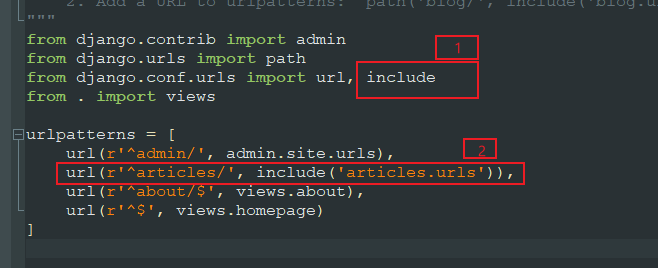 2. Add a URL to urlpatterns:  path('blog/', include('blog.u
"""
from django.contrib import admin
1
from django.urls import path
from django.conf.urls import url, include
from . import views
urlpatterns = [
2
url(r'^admin/', admin.site.urls),
url(r'^articles/', include('articles.urls')),
url(r'^about/$', views.about),
url(r'^$', views.homepage)
]